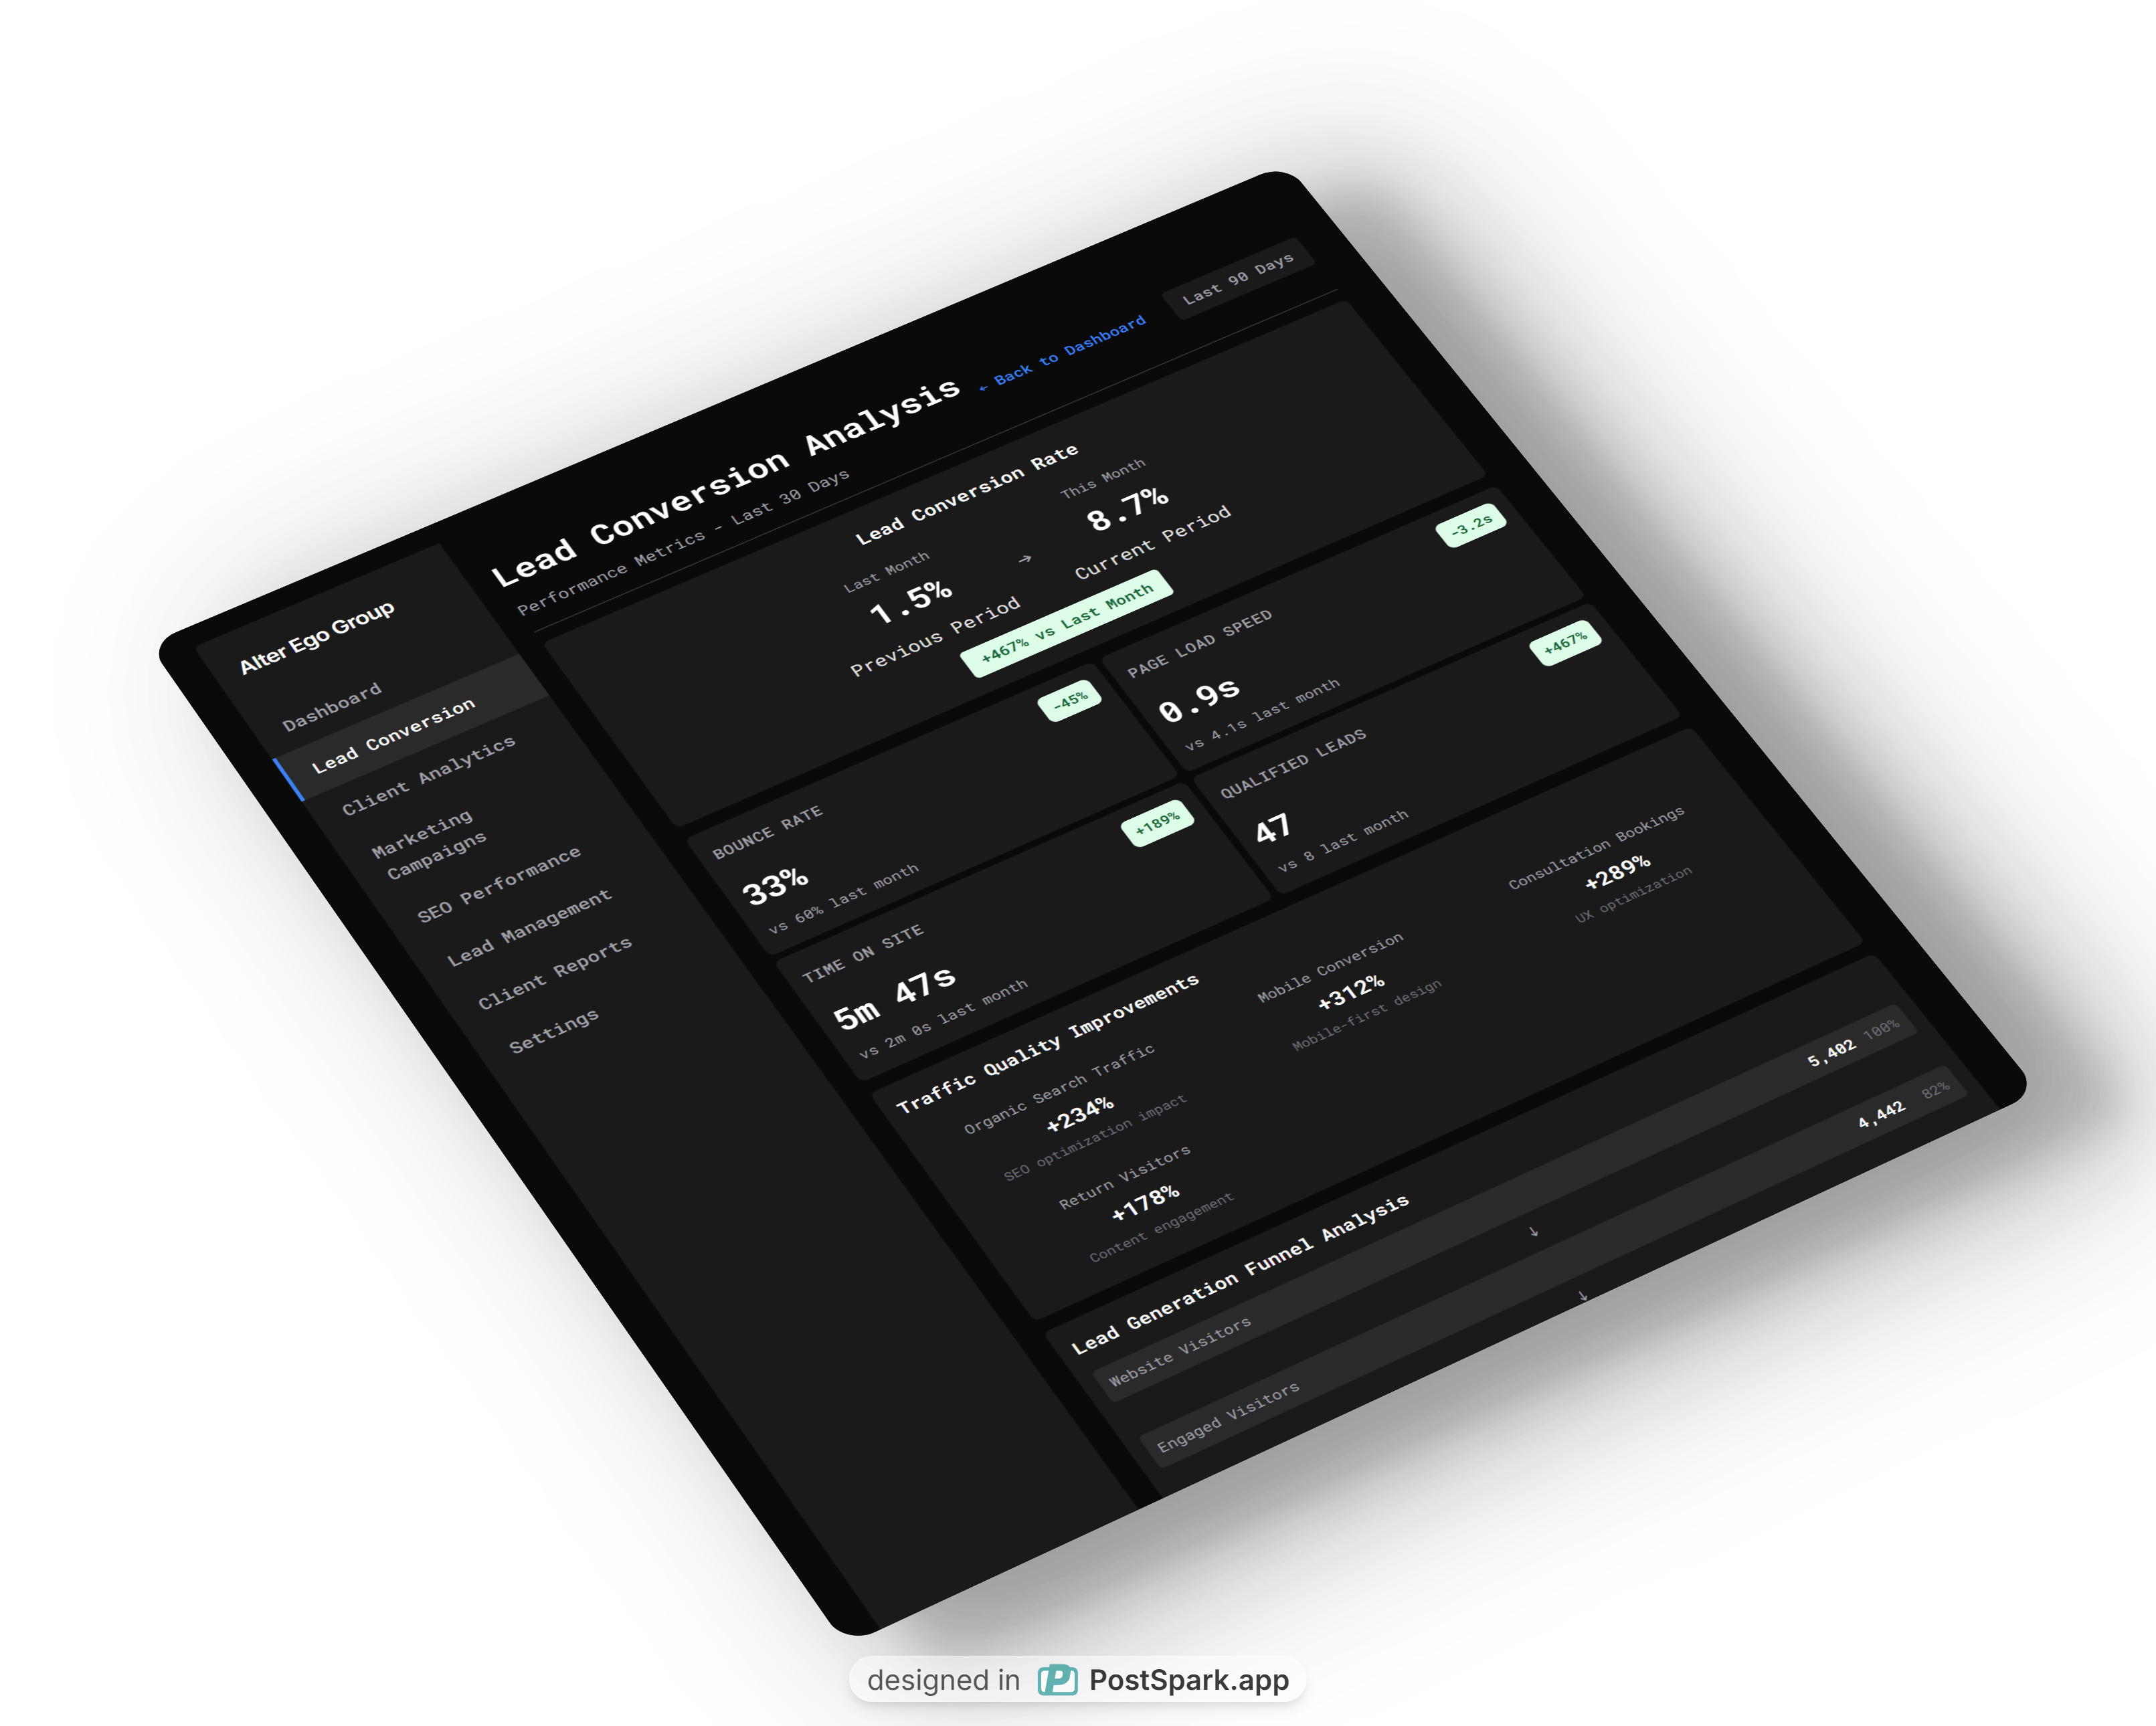 Alter Ego Group
Dashboard
Lead Conversion
Client Analytics
Marketing
Campaigns
SEO Performance
Lead Management
Client Reports
Settings
Lead Conversion Analysis
Performance Metrics - Last 30 Days
← Back to Dashboard
Last 90 Days
Lead Conversion Rate
Last Month
1.5%
Previous Period
→
This Month
8.7%
Current Period
+467% vs Last Month
BOUNCE RATE
-45%
33%
vs 60% last month
PAGE LOAD SPEED
-3.2s
0.9s
vs 4.1s last month
TIME ON SITE
+189%
5m 47s
vs 2m 0s last month
QUALIFIED LEADS
+467%
47
vs 8 last month
Traffic Quality Improvements
Organic Search Traffic
+234%
SEO optimization impact
Mobile Conversion
+312%
Mobile-first design
Consultation Bookings
+289%
UX optimization
Return Visitors
+178%
Content engagement
Lead Generation Funnel Analysis
Website Visitors
5,402 100%
↓
Engaged Visitors
4,442 82%
↓
designed in PostSpark.app